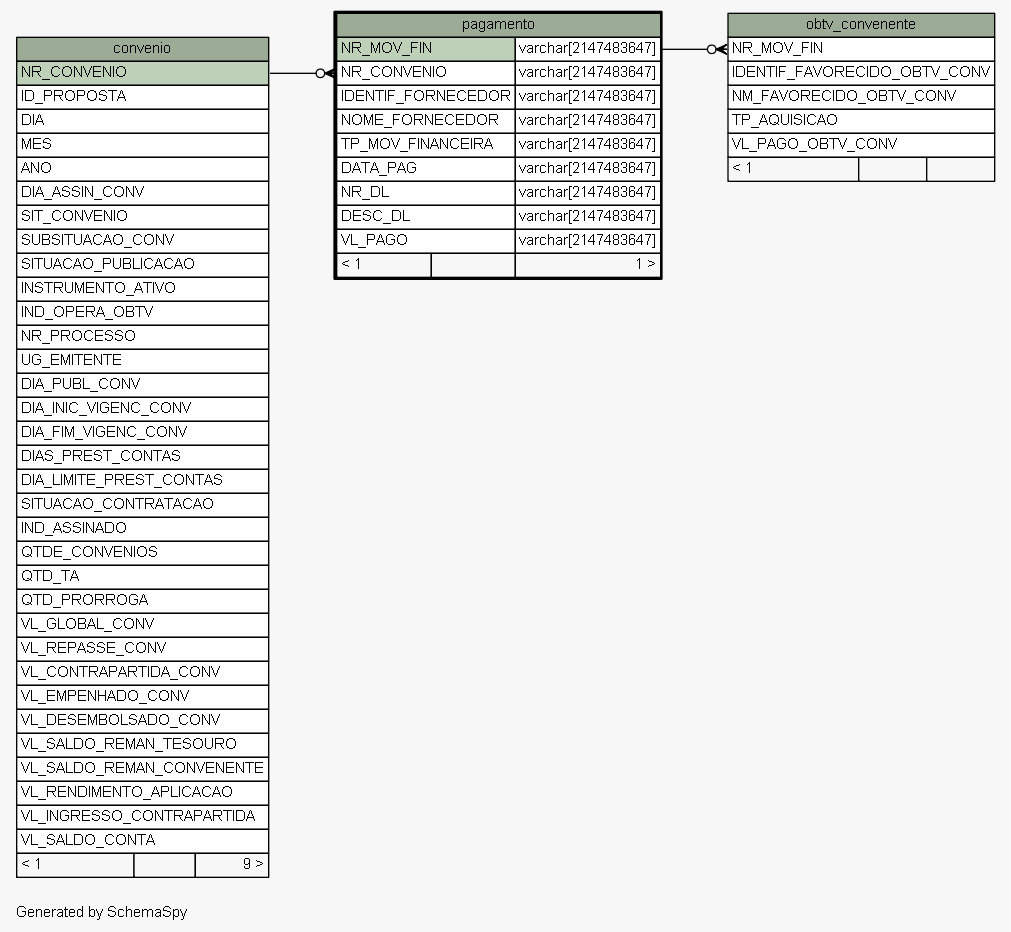 convenio
NR_CONVENIO
ID_PROPOSTA
DIA
MES
ANO
DIA_ASSIN_CONV
SIT_CONVENIO
SUBSITUACAO_CONV
SITUACAO_PUBLICACAO
INSTRUMENTO_ATIVO
IND_OPERA_OBTV
NR_PROCESSO
UG_EMITENTE
DIA_PUBL_CONV
DIA_INIC_VIGENC_CONV
DIA_FIM_VIGENC_CONV
DIAS_PREST_CONTAS
DIA_LIMITE_PREST_CONTAS
SITUACAO_CONTRATACAO
IND_ASSINADO
QTDE_CONVENIOS
QTD_TA
QTD_PRORROGA
VL_GLOBAL_CONV
VL_REPASSE_CONV
VL_CONTRAPARTIDA_CONV
VL_EMPENHADO_CONV
VL_DESEMBOLSADO_CONV
VL_SALDO_REMAN_TESOURO
VL_SALDO_REMAN_CONVENENTE
VL_RENDIMENTO_APLICACAO
VL_INGRESSO_CONTRAPARTIDA
VL_SALDO_CONTA
< 1 9 >
pagamento
NR_MOV_FIN varchar[2147483647]
NR_CONVENIO varchar[2147483647]
IDENTIF_FORNECEDOR varchar[2147483647]
NOME_FORNECEDOR varchar[2147483647]
TP_MOV_FINANCEIRA varchar[2147483647]
DATA_PAG varchar[2147483647]
NR_DL varchar[2147483647]
DESC_DL varchar[2147483647]
VL_PAGO varchar[2147483647]
< 1 1 >
obtv_convenente
NR_MOV_FIN
IDENTIF_FAVORECIDO_OBTV_CONV
NM_FAVORECIDO_OBTV_CONV
TP_AQUISICAO
VL_PAGO_OBTV_CONV
< 1
Generated by SchemaSpy